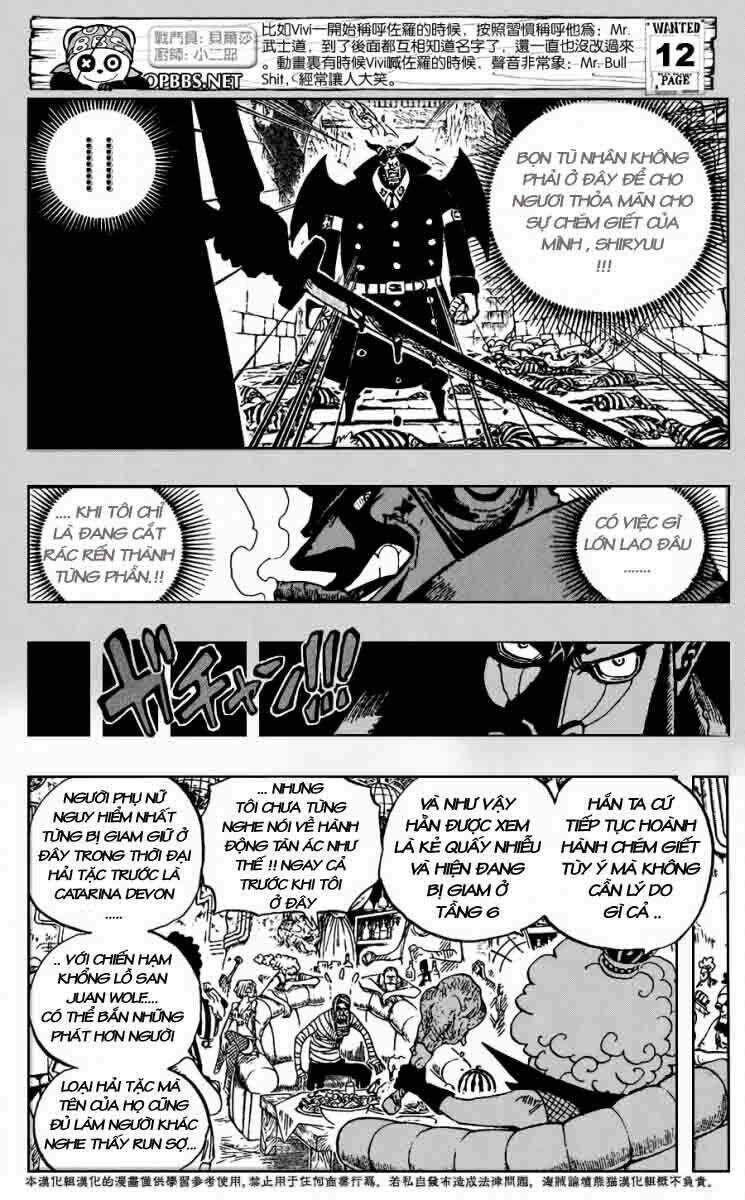 戰鬥員: 貝爾莎
廚師: 小二郎
OPBBS.NET
比如Vivi一開始稱呼佐羅的時候，按照習慣稱呼他為: Mr.
武士道，到了後面都互相知道名字了，還一直也沒改過來
。動畫裏有時候Vivi喊佐羅的時候，聲音非常象: Mr. Bull
Shit,《經常讓人大笑。
WANTED
12
PAGE
!!
BỌN TÙ NHÂN KHÔNG
PHẢI Ở ĐÂY ĐỂ CHO
NGƯƠI THỎA MÃN CHO
SỰ CHÉM GIẾT CỦA
MÌNH , SHIRYUU
!!!
CÓ VIỆC GÌ
LỚN LAO ĐÂU
.......
.... KHI TÔI CHỈ
LÀ ĐANG CẮT
RÁC RẾN THÀNH
TỪNG PHẦN.!!
ガチャーン!!!
HẮN TA CỨ
TIẾP TỤC HOÀNH
HÀNH CHÉM GIẾT
TÙY Ý MÀ KHÔNG
CẦN LÝ DO
GÌ CẢ ..
VÀ NHƯ VẬY
HẮN ĐƯỢC XEM
LÀ KẺ QUẤY NHIỄU
VÀ HIỆN ĐANG
BỊ GIAM Ở
TẦNG 6
... NHƯNG
TÔI CHƯA TỪNG
NGHE NÓI VỀ HÀNH
ĐỘNG TÀN ÁC NHƯ
THẾ !! NGAY CẢ
TRƯỚC KHI TÔI
Ở ĐÂY
NGƯỜI PHỤ NỮ
NGUY HIỂM NHẤT
TỪNG BỊ GIAM GIỮ Ở
ĐÂY TRONG THỜI ĐẠI
HẢI TẶC TRƯỚC LÀ
CATARINA DEVON
.....
.. VỚI CHIẾN HẠM
KHỔNG LỒ SAN
JUAN WOLF....
CÓ THỂ BẮN NHỮNG
PHÁT HƠN NGƯỜI
LOẠI HẢI TẶC MÀ
TÊN CỦA HỌ CŨNG
ĐỦ LÀM NGƯỜI KHÁC
NGHE THẤY RUN SỢ...
本漢化組漢化的漫畫僅供學習參考使用,禁止用于任何商業行為，若私自發布造成法律問題，海賊論壇熊貓漢化組概不負責。